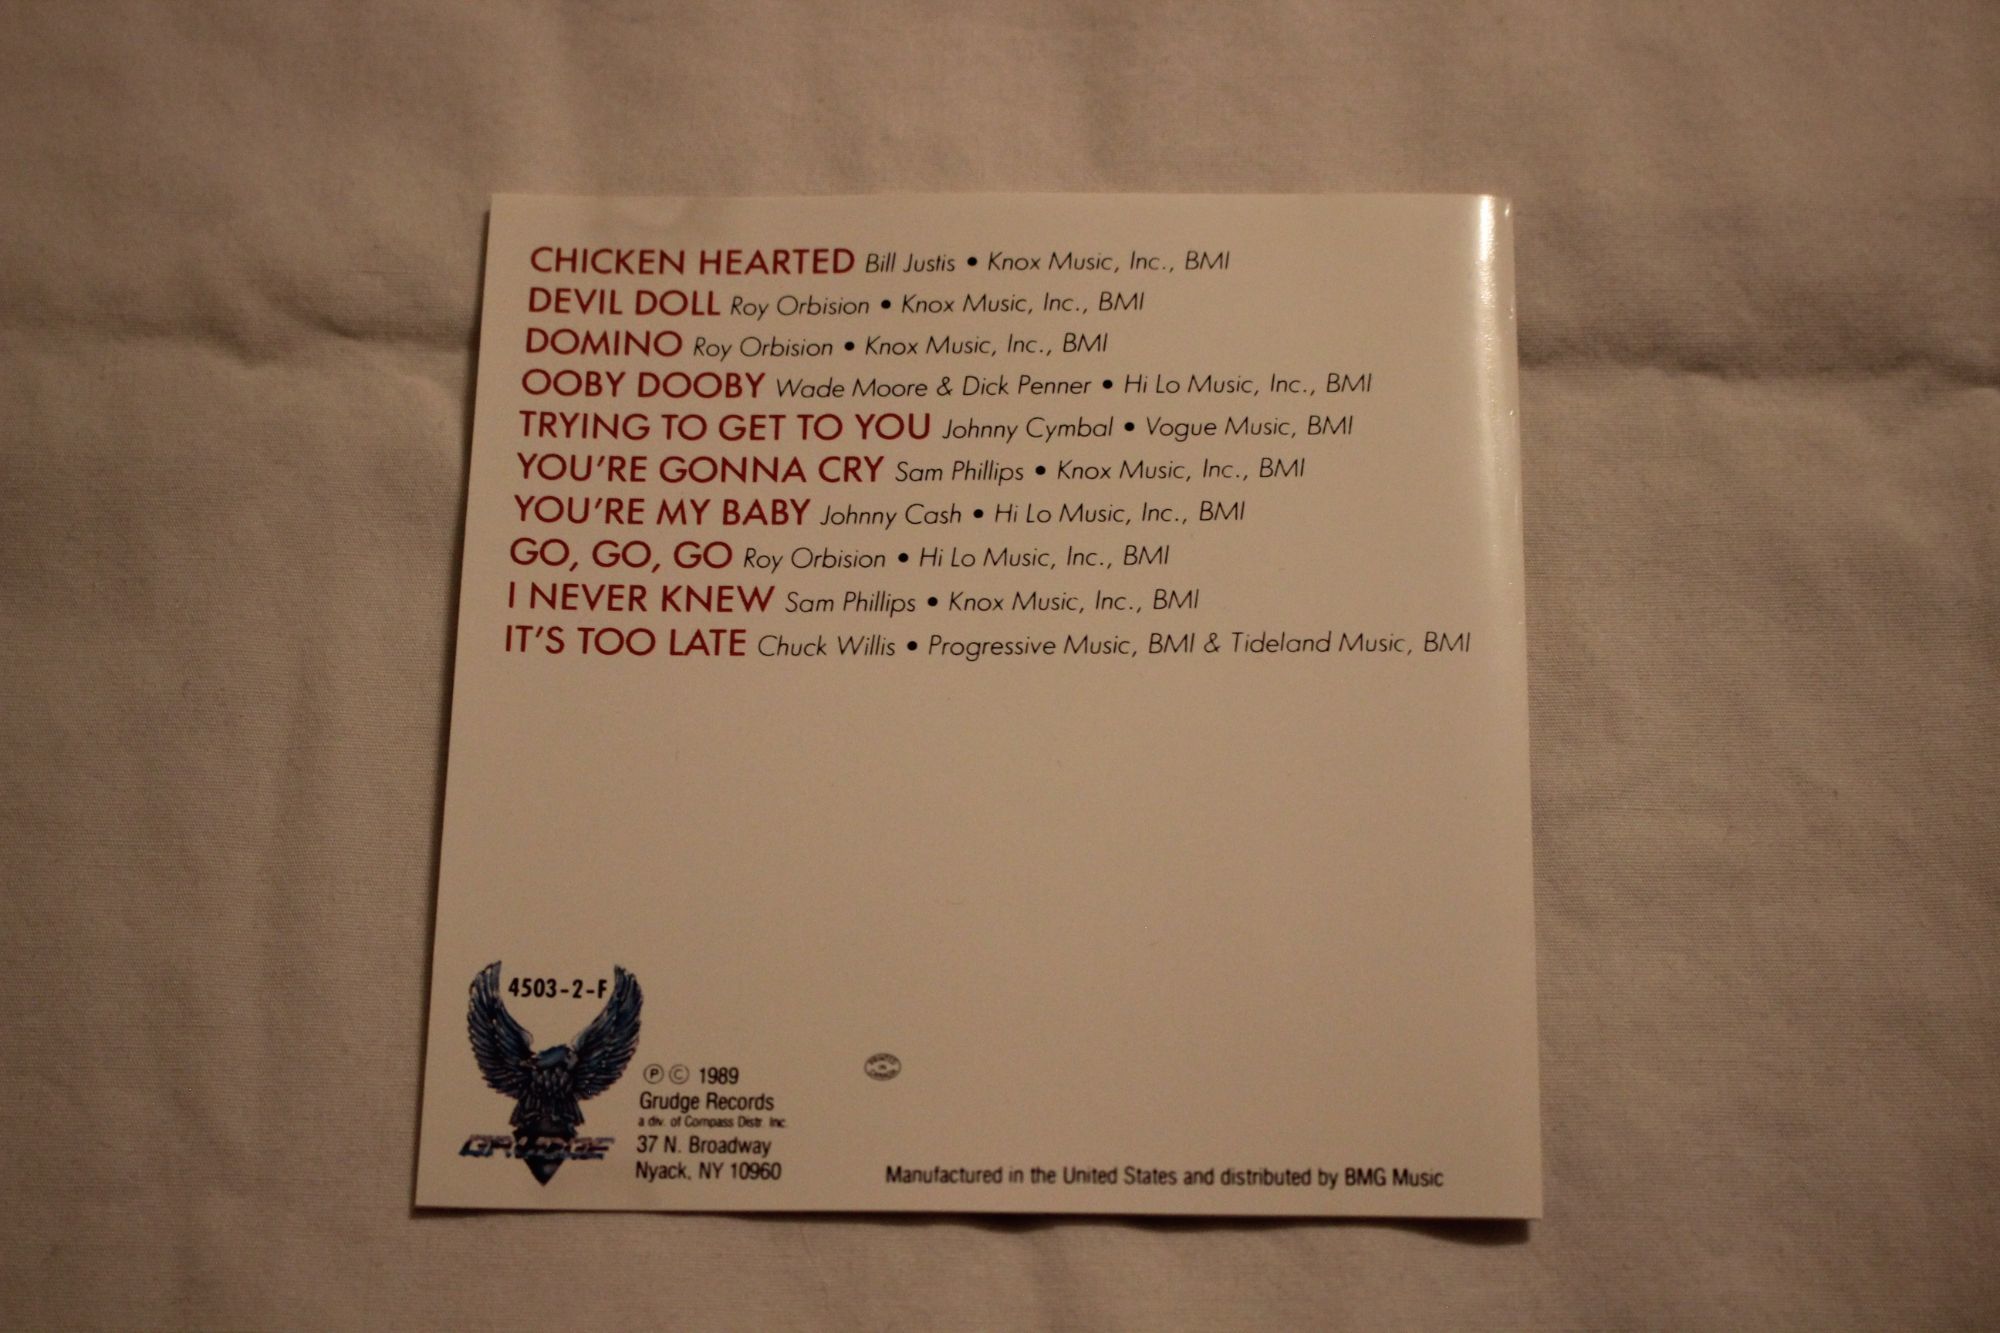 CHICKEN HEARTED Bill Justis • Knox Music, Inc., BMI
DEVIL DOLL Roy Orbision • Knox Music, Inc., BMI
DOMINO Roy Orbision • Knox Music, Inc., BMI
OOBY DOOBY Wade Moore & Dick Penner • Hi Lo Music, Inc., BMI
TRYING TO GET TO YOU Johnny Cymbal • Vogue Music, BMI
YOU'RE GONNA CRY Sam Phillips • Knox Music, Inc., BMI
YOU'RE MY BABY Johnny Cash • Hi Lo Music, Inc., BMI
GO, GO, GO Roy Orbision • Hi Lo Music, Inc., BMI
I NEVER KNEW Sam Phillips • Knox Music, Inc., BMI
IT'S TOO LATE Chuck Willis • Progressive Music, BMI & Tideland Music, BMI
4503-2-F
GRUDGE
Ⓟ © 1989
Grudge Records
a div. of Compass Distr. Inc.
37 N. Broadway
Nyack, NY 10960
PRINTED IN CANADA
Manufactured in the United States and distributed by BMG Music